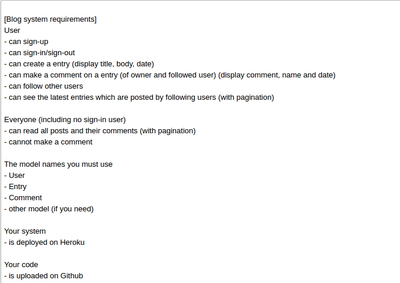 [Blog system requirements]
User
- can sign-up
- can sign-in/sign-out
- can create a entry (display title, body, date)
- can make a comment on a entry (of owner and followed user) (display comment, name and date)
- can follow other users
- can see the latest entries which are posted by following users (with pagination)
Everyone (including no sign-in user)
- can read all posts and their comments (with pagination)
- cannot make a comment
The model names you must use
- User
- Entry
- Comment
- other model (if you need)
Your system
- is deployed on Heroku
Your code
- is uploaded on Github